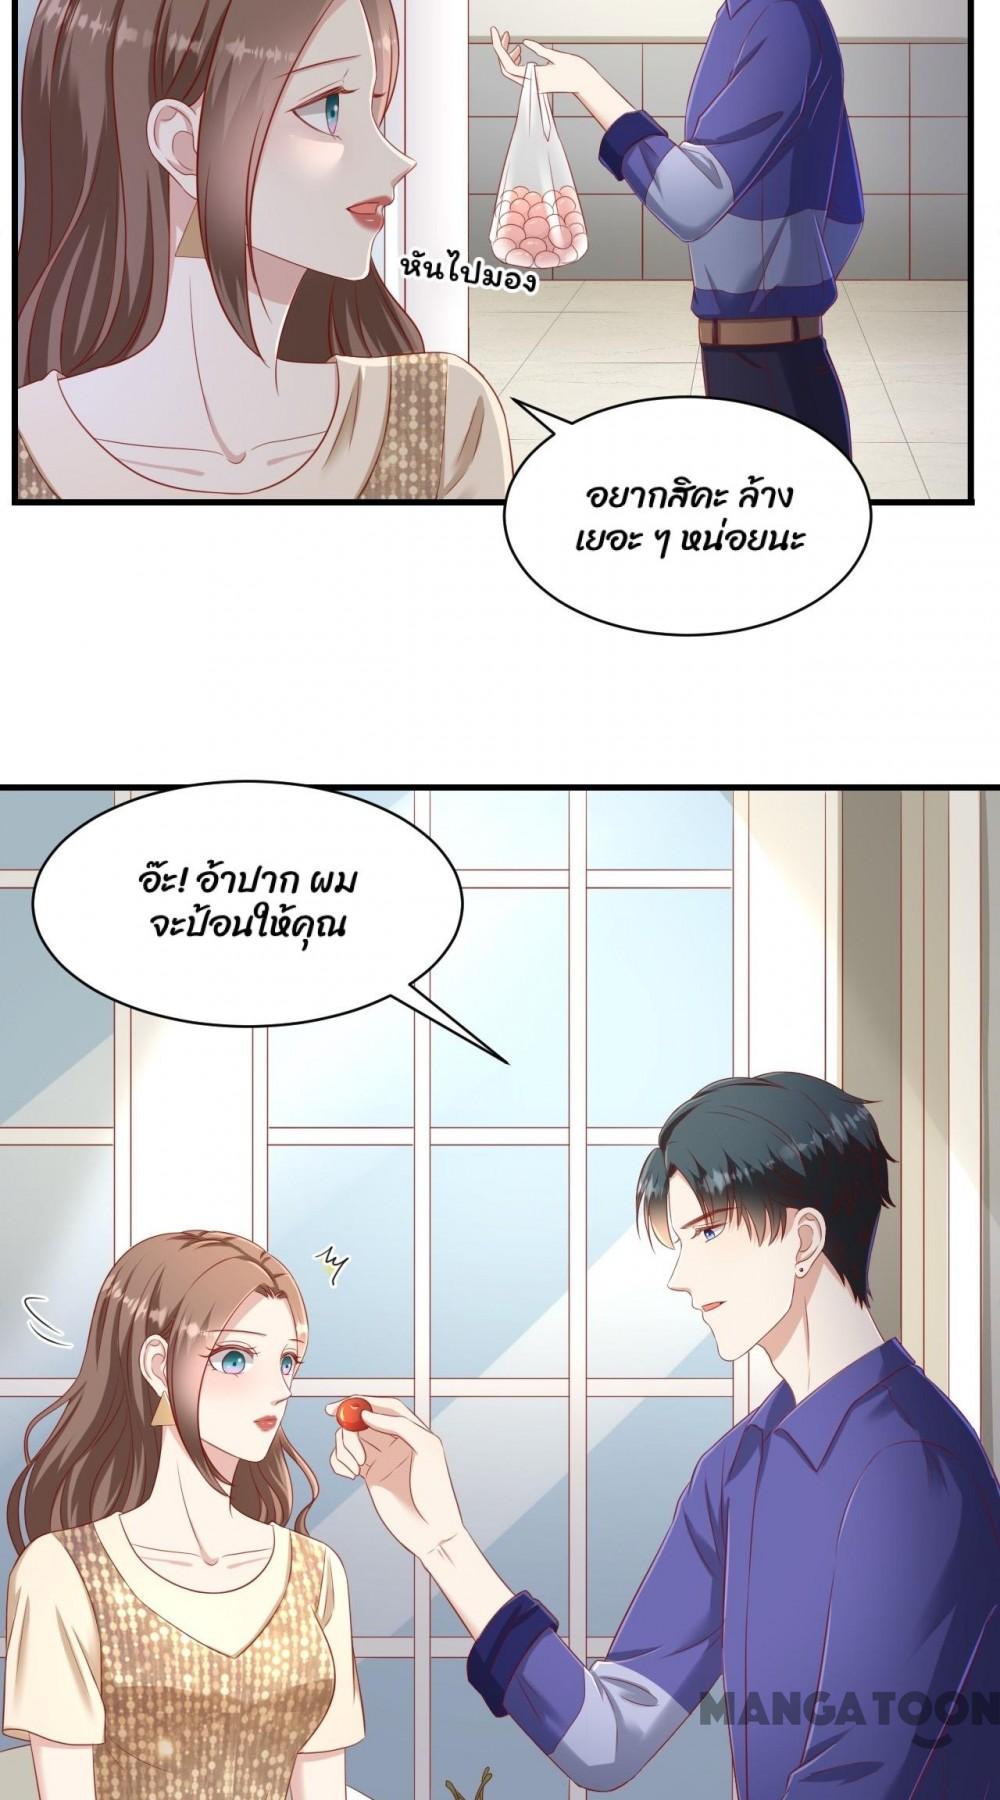 หันไปมอง
อยากสิคะ ล้าง
เยอะ ๆ หน่อยนะ
อ๊ะ! อ้าปาก ผม
จะป้อนให้คุณ
MANGATOON